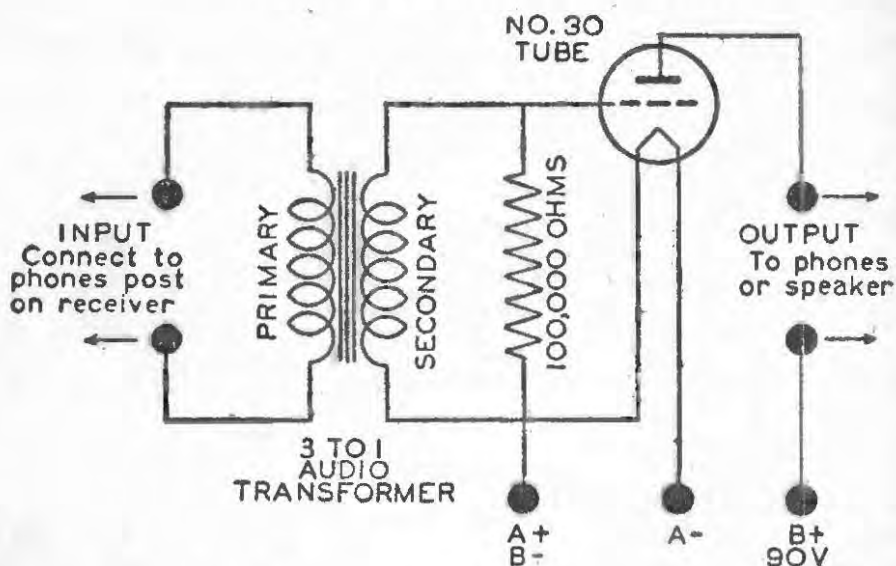 NO. 30
TUBE
INPUT
Connect to
phones post
on receiver
PRIMARY
SECONDARY
100,000 OHMS
OUTPUT
To phones
or speaker
3 TO 1
AUDIO
TRANSFORMER
A+
B-
A-
B+
90V